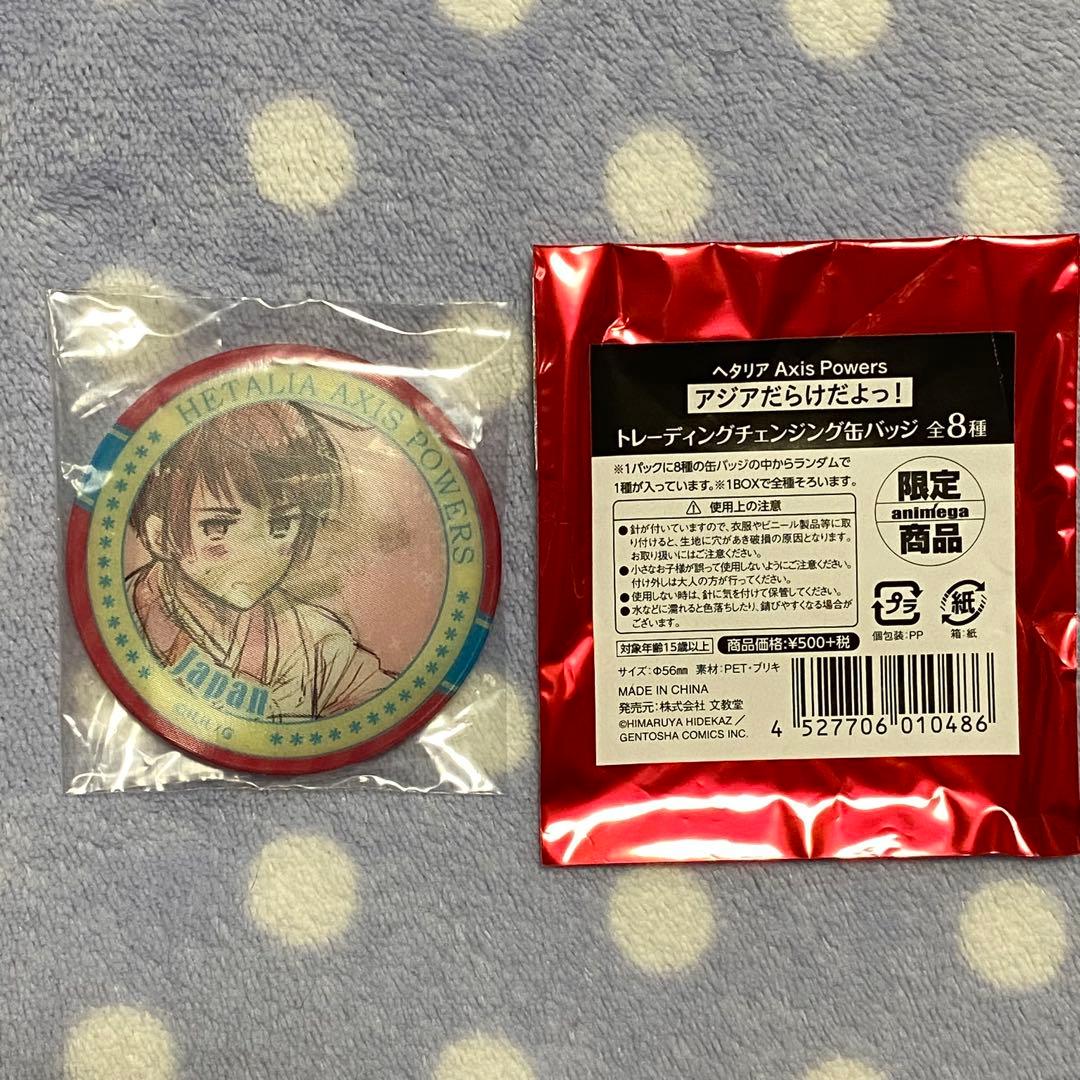 HETALIA AXIS POWERS
Japan
©H.H./G
ヘタリア Axis Powers
アジアだらけだよっ！
トレーディングチェンジング缶バッジ 全8種
※1パックに8種の缶バッジの中からランダムで
1種が入っています。※1BOXで全種そろいます。
⚠ 使用上の注意
●針が付いていますので、衣服やビニール製品等に取
り付けると、生地に穴があき破損の原因となります。
お取り扱いにはご注意ください。
●小さなお子様が誤って使用しないようにご注意ください。
付け外しは大人の方が行ってください。
●使用しない時は、針に気を付けて保管してください。
●水などに濡れると色落ちしたり、錆びやすくなる場合が
ございます。
限定
animega
商品
プラ
個包装:PP
紙
箱:紙
対象年齢15歳以上
商品価格:¥500+税
サイズ:Φ56mm 素材:PET・ブリキ
MADE IN CHINA
発売元:株式会社 文教堂
©HIMARUYA HIDEKAZ／
GENTOSHA COMICS INC.
4 527706 010486